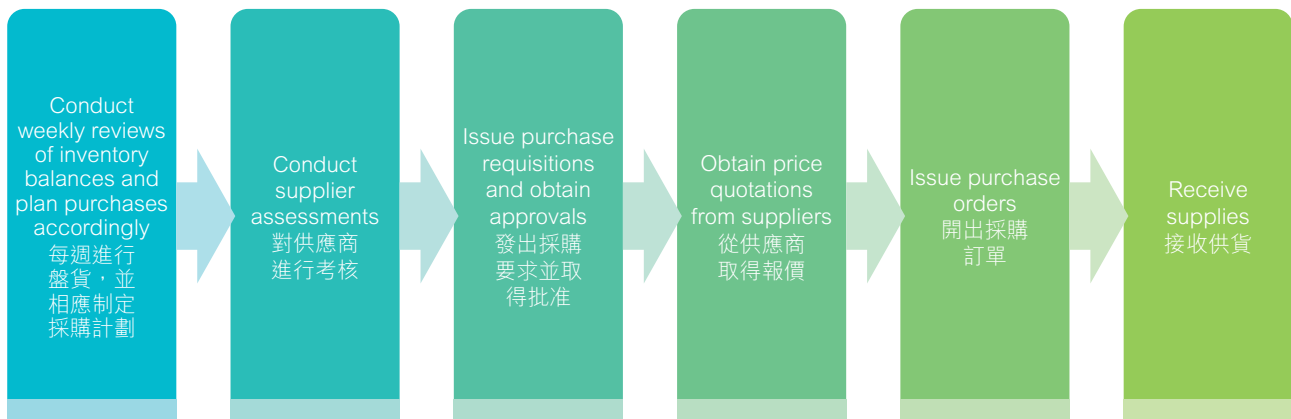 Conduct
weekly reviews
of inventory
balances and
plan purchases
accordingly
每週進行
盤貨，並
相應制定
採購計劃
Conduct
supplier
assessments
對供應商
進行考核
Issue purchase
requisitions
and obtain
approvals
發出採購
要求並取
得批准
Obtain price
quotations
from suppliers
從供應商
取得報價
Issue purchase
orders
開出採購
訂單
Receive
supplies
接收供貨